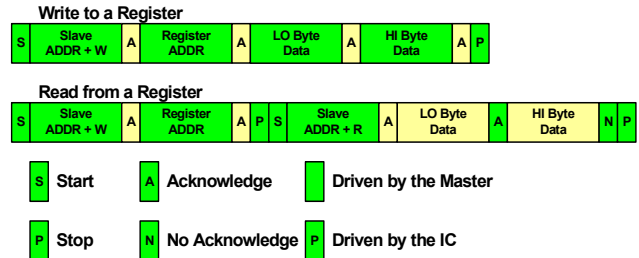 Write to a Register
S Slave ADDR + W A Register ADDR A LO Byte Data A HI Byte Data A P
Read from a Register
S Slave ADDR + W A Register ADDR A P S Slave ADDR + R A LO Byte Data A HI Byte Data N P
S Start A Acknowledge Driven by the Master
P Stop N No Acknowledge P Driven by the IC